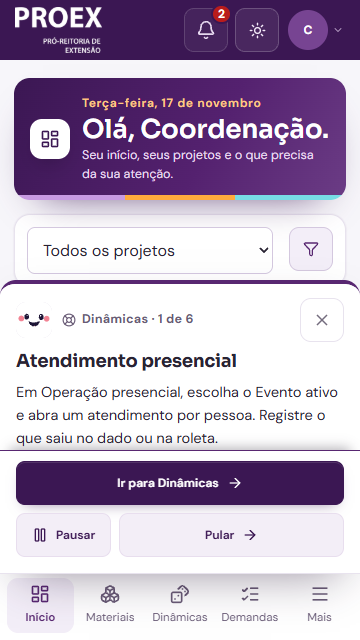 PROEX
PRÓ-REITORIA DE
EXTENSÃO
2
C
Terça-feira, 17 de novembro
Olá, Coordenação.
Seu início, seus projetos e o que precisa
da sua atenção.
Todos os projetos
Dinâmicas · 1 de 6
Atendimento presencial
Em Operação presencial, escolha o Evento ativo
e abra um atendimento por pessoa. Registre o
que saiu no dado ou na roleta.
Ir para Dinâmicas
Pausar
Pular
Início
Materiais
Dinâmicas
Demandas
Mais